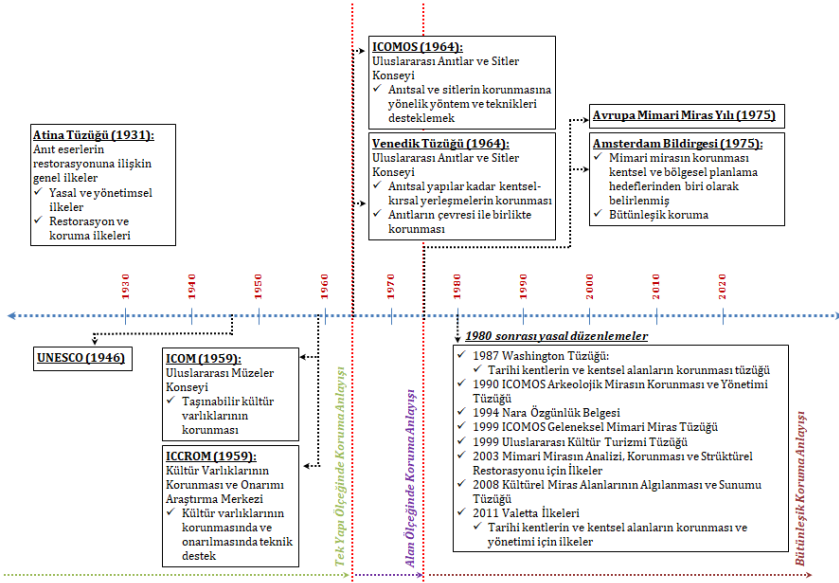 ICOMOS (1964):
Uluslararası Anıtlar ve Sitler
Konseyi
✓ Anıtsal ve sitlerin korunmasına
yönelik yöntem ve teknikleri
desteklemek
Atina Tüzüğü (1931):
Anıt eserlerin
restorasyonuna ilişkin
genel ilkeler
✓ Yasal ve yönetimsel
ilkeler
✓ Restorasyon ve
koruma ilkeleri
Venedik Tüzüğü (1964):
Uluslararası Anıtlar ve Sitler
Konseyi
✓ Anıtsal yapılar kadar kentsel-
kırsal yerleşmelerin korunması
✓ Anıtların çevresi ile birlikte
korunması
Avrupa Mimari Miras Yılı (1975)
Amsterdam Bildirgesi (1975):
✓ Mimari mirasın korunması
kentsel ve bölgesel planlama
hedeflerinden biri olarak
belirlenmiş
✓ Bütünleşik koruma
1930
1940
1950
1960
1970
1980
1990
2000
2010
2020
UNESCO (1946)
ICOM (1959):
Uluslararası Müzeler
Konseyi
✓ Taşınabilir kültür
varlıklarının
korunması
ICCROM (1959):
Kültür Varlıklarının
Korunması ve Onarımı
Araştırma Merkezi
✓ Kültür varlıklarının
korunmasında ve
onarılmasında teknik
destek
Tek Yapı Ölçeğinde Koruma Anlayışı
Alan Ölçeğinde Koruma Anlayışı
1980 sonrası yasal düzenlemeler
✓ 1987 Washington Tüzüğü:
✓ Tarihi kentlerin ve kentsel alanların korunması tüzüğü
✓ 1990 ICOMOS Arkeolojik Mirasın Korunması ve Yönetimi
Tüzüğü
✓ 1994 Nara Özgünlük Belgesi
✓ 1999 ICOMOS Geleneksel Mimari Miras Tüzüğü
✓ 1999 Uluslararası Kültür Turizmi Tüzüğü
✓ 2003 Mimari Mirasın Analizi, Korunması ve Strüktürel
Restorasyonu için İlkeler
✓ 2008 Kültürel Miras Alanlarının Algılanması ve Sunumu
Tüzüğü
✓ 2011 Valetta İlkeleri
✓ Tarihi kentlerin ve kentsel alanların korunması ve
yönetimi için ilkeler
Bütünleşik Koruma Anlayışı